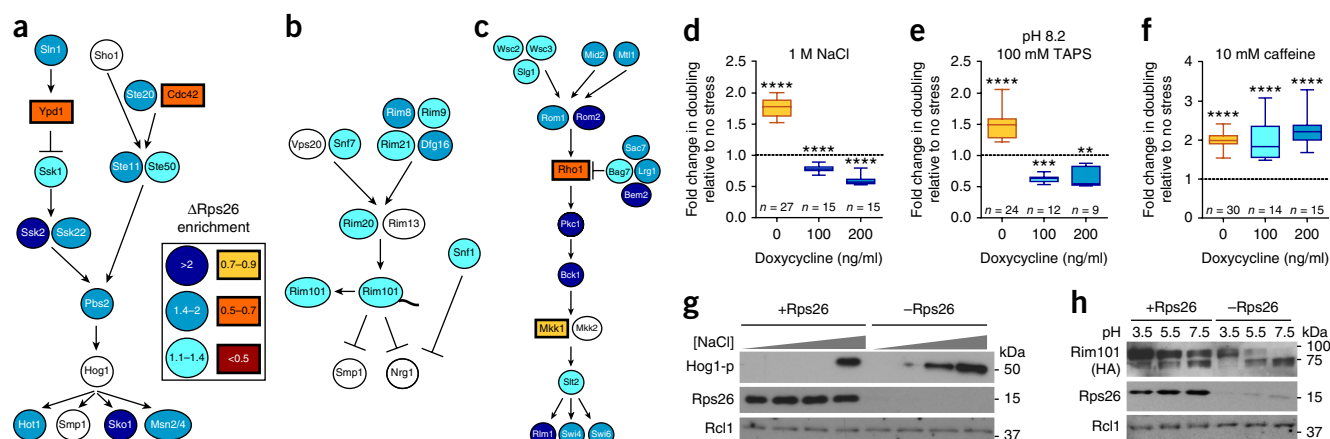 a
Sln1
Sho1
Ste20
Cdc42
Ypd1
Ssk1
Ste11
Ste50
Ssk2
Ssk22
Pbs2
Hog1
Hot1
Smp1
Sko1
Msn2/4
ΔRps26
enrichment
>2
0.7–0.9
1.4–2
0.5–0.7
1.1–1.4
<0.5
b
Rim8
Rim9
Vps20
Snf7
Rim21
Dfg16
Rim20
Rim13
Snf1
Rim101
Rim101
Smp1
Nrg1
c
Wsc2
Wsc3
Slg1
Mid2
Mtl1
Rom1
Rom2
Sac7
Rho1
Bag7
Lrg1
Bem2
Pkc1
Bck1
Mkk1
Mkk2
Slt2
Rlm1
Swi4
Swi6
d
1 M NaCl
Fold change in doubling
relative to no stress
2.5
2.0
1.5
1.0
0.5
0.0
****
****
****
n = 27
n = 15
n = 15
0
100
200
Doxycycline (ng/ml)
e
pH 8.2
100 mM TAPS
Fold change in doubling
relative to no stress
2.5
2.0
1.5
1.0
0.5
0.0
****
***
**
n = 24
n = 12
n = 9
0
100
200
Doxycycline (ng/ml)
f
10 mM caffeine
Fold change in doubling
relative to no stress
4
3
2
1
0
****
****
****
n = 30
n = 14
n = 15
0
100
200
Doxycycline (ng/ml)
g
+Rps26
–Rps26
[NaCl]
kDa
Hog1-p
50
Rps26
15
Rcl1
37
h
+Rps26
–Rps26
pH 3.5 5.5 7.5 3.5 5.5 7.5 kDa
Rim101
(HA)
100
75
Rps26
15
Rcl1
37